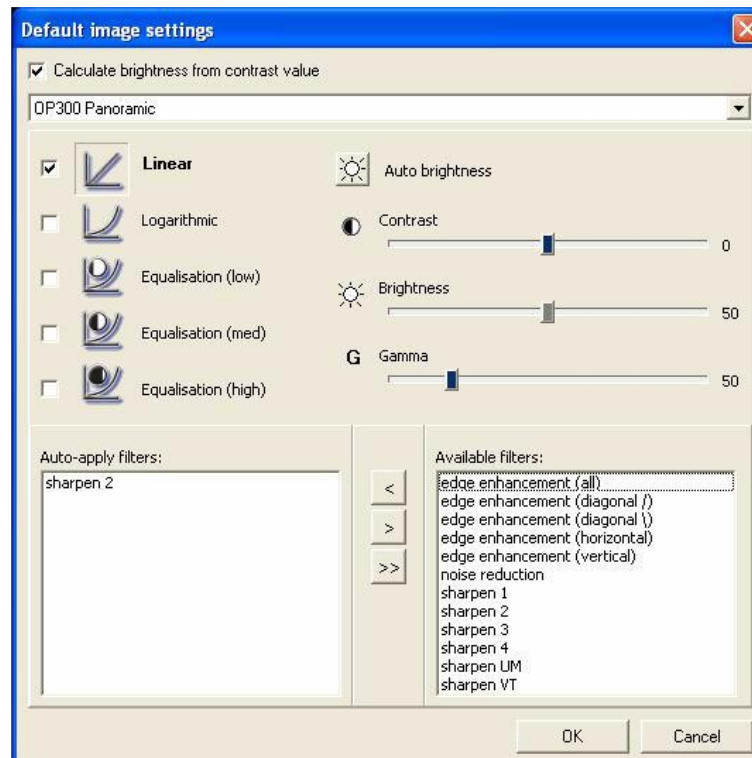 Default image settings
Calculate brightness from contrast value
OP300 Panoramic
Linear
Logarithmic
Equalisation (low)
Equalisation (med)
Equalisation (high)
Auto brightness
Contrast
0
Brightness
50
G Gamma
50
Auto-apply filters:
sharpen 2
<
>
>>
Available filters:
edge enhancement (all)
edge enhancement (diagonal /)
edge enhancement (diagonal \)
edge enhancement (horizontal)
edge enhancement (vertical)
noise reduction
sharpen 1
sharpen 2
sharpen 3
sharpen 4
sharpen UM
sharpen VT
OK Cancel